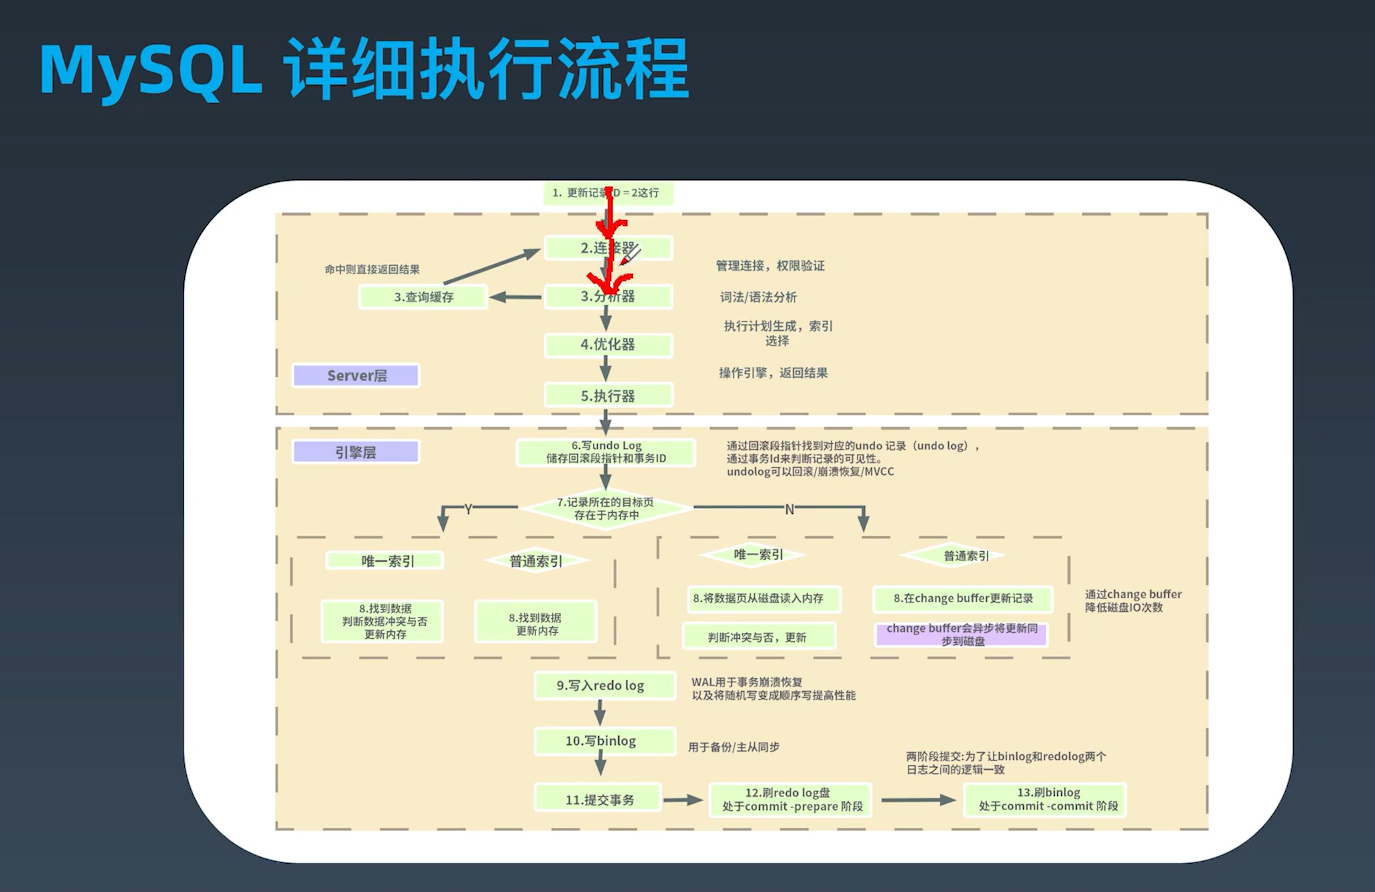 MySQL 详细执行流程
1. 更新记录ID = 2这行
2.连接器
管理连接，权限验证
命中则直接返回结果
3.查询缓存
3.分析器
词法/语法分析
执行计划生成，索引
选择
4.优化器
Server层
操作引擎，返回结果
5.执行器
引擎层
6.写undo Log
储存回滚段指针和事务ID
通过回滚段指针找到对应的undo 记录（undo log），
通过事务Id来判断记录的可见性。
undolog可以回滚/崩溃恢复/MVCC
7.记录所在的目标页
存在于内存中
Y
N
唯一索引
普通索引
唯一索引
普通索引
8.找到数据
判断数据冲突与否
更新内存
8.找到数据
更新内存
8.将数据页从磁盘读入内存
判断冲突与否，更新
8.在change buffer更新记录
change buffer会异步将更新同
步到磁盘
通过change buffer
降低磁盘IO次数
9.写入redo log
WAL用于事务崩溃恢复
以及将随机写变成顺序写提高性能
10.写binlog
用于备份/主从同步
两阶段提交:为了让binlog和redolog两个
日志之间的逻辑一致
11.提交事务
12.刷redo log盘
处于commit -prepare 阶段
13.刷binlog
处于commit -commit 阶段